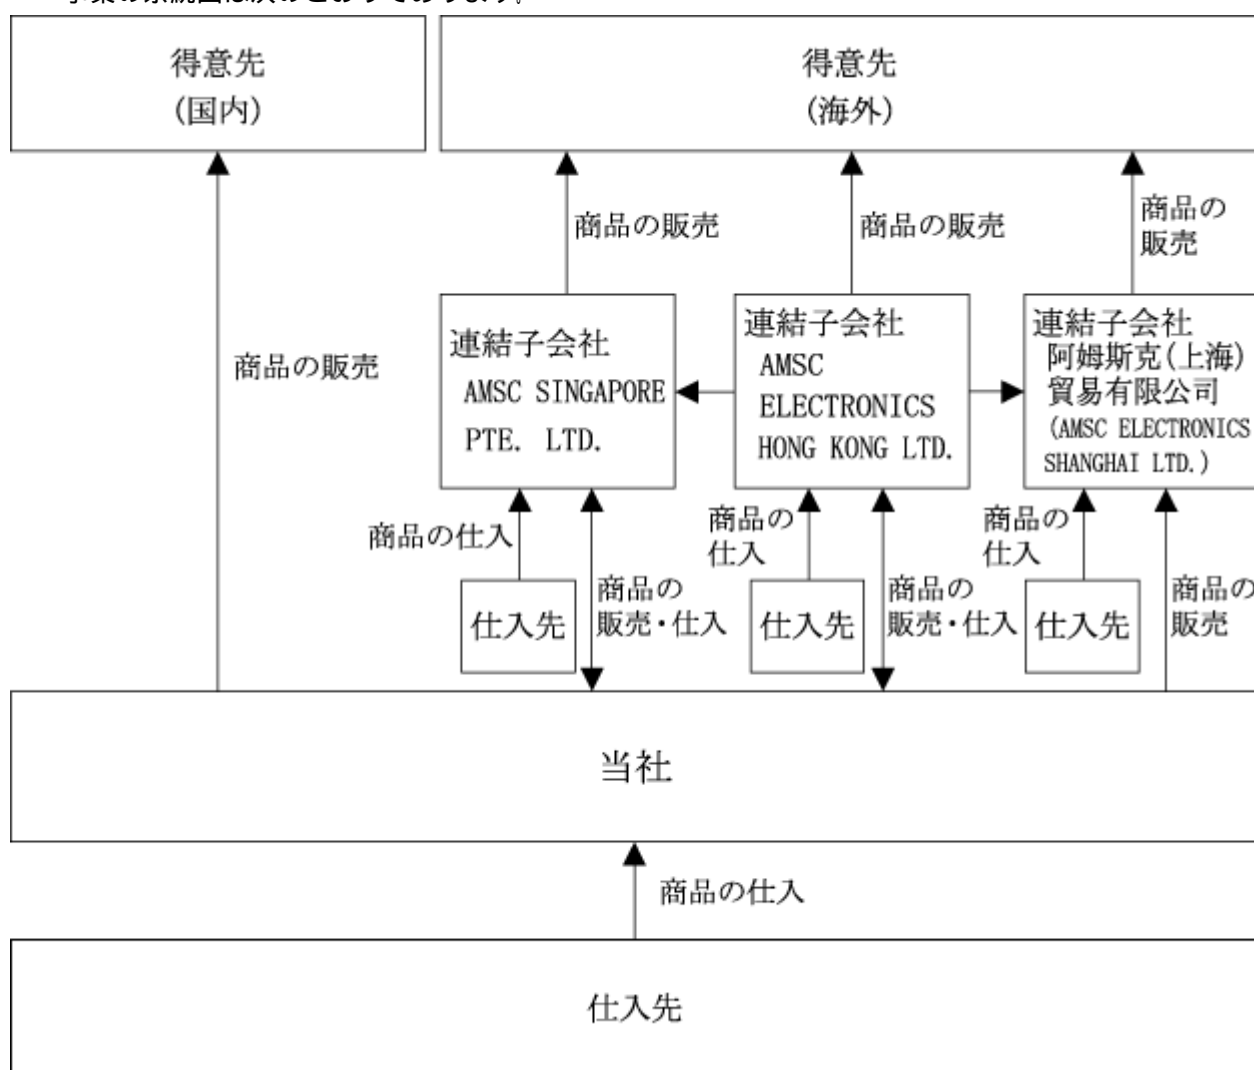 事業の系統図は次のとおりであります。
得意先
(国内)
得意先
(海外)
商品の販売
商品の販売
商品の
販売
商品の販売
連結子会社
AMSC SINGAPORE
PTE. LTD.
連結子会社
AMSC
ELECTRONICS
HONG KONG LTD.
連結子会社
阿姆斯克(上海)
貿易有限公司
(AMSC ELECTRONICS
SHANGHAI LTD.)
商品の仕入
商品の
仕入
商品の
仕入
仕入先
商品の
販売・仕入
仕入先
商品の
販売・仕入
仕入先
商品の
販売
当社
商品の仕入
仕入先